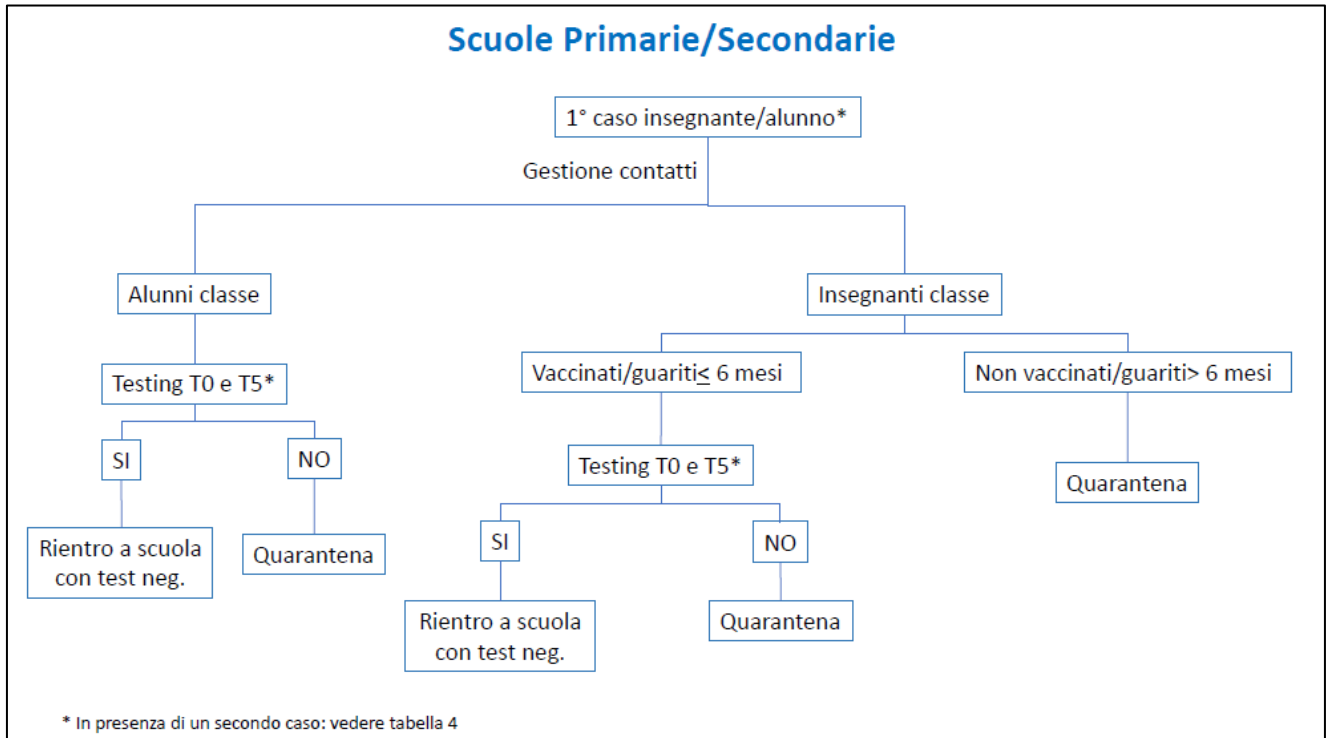 Scuole Primarie/Secondarie
1° caso insegnante/alunno*
Gestione contatti
Alunni classe
Insegnanti classe
Testing T0 e T5*
Vaccinati/guariti≤ 6 mesi
Non vaccinati/guariti> 6 mesi
SI
NO
Testing T0 e T5*
Quarantena
Rientro a scuola
con test neg.
Quarantena
SI
NO
Rientro a scuola
con test neg.
Quarantena
* In presenza di un secondo caso: vedere tabella 4